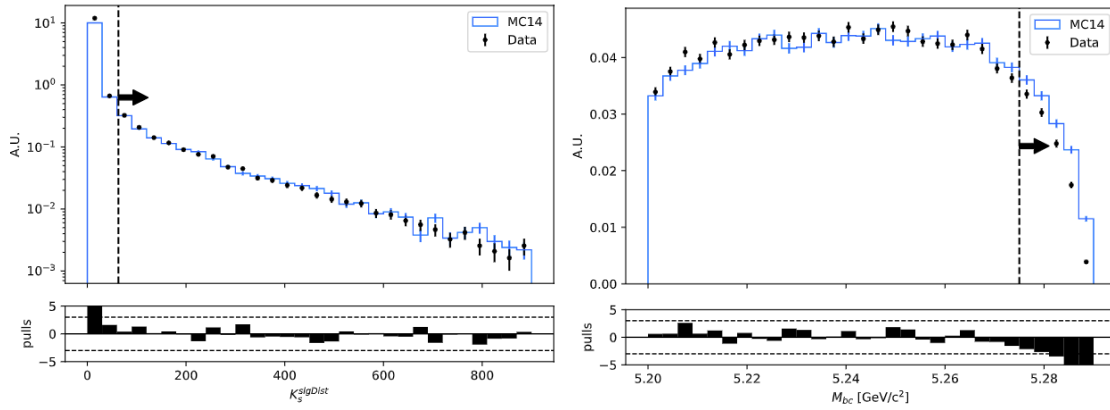 MC14
Data
A.U.
10¹
10⁰
10⁻¹
10⁻²
10⁻³
pulls
5
0
−5
0 200 400 600 800
K_s^{sigDist}
MC14
Data
A.U.
0.04
0.03
0.02
0.01
0.00
pulls
5
0
−5
5.20 5.22 5.24 5.26 5.28
M_{bc} [GeV/c²]